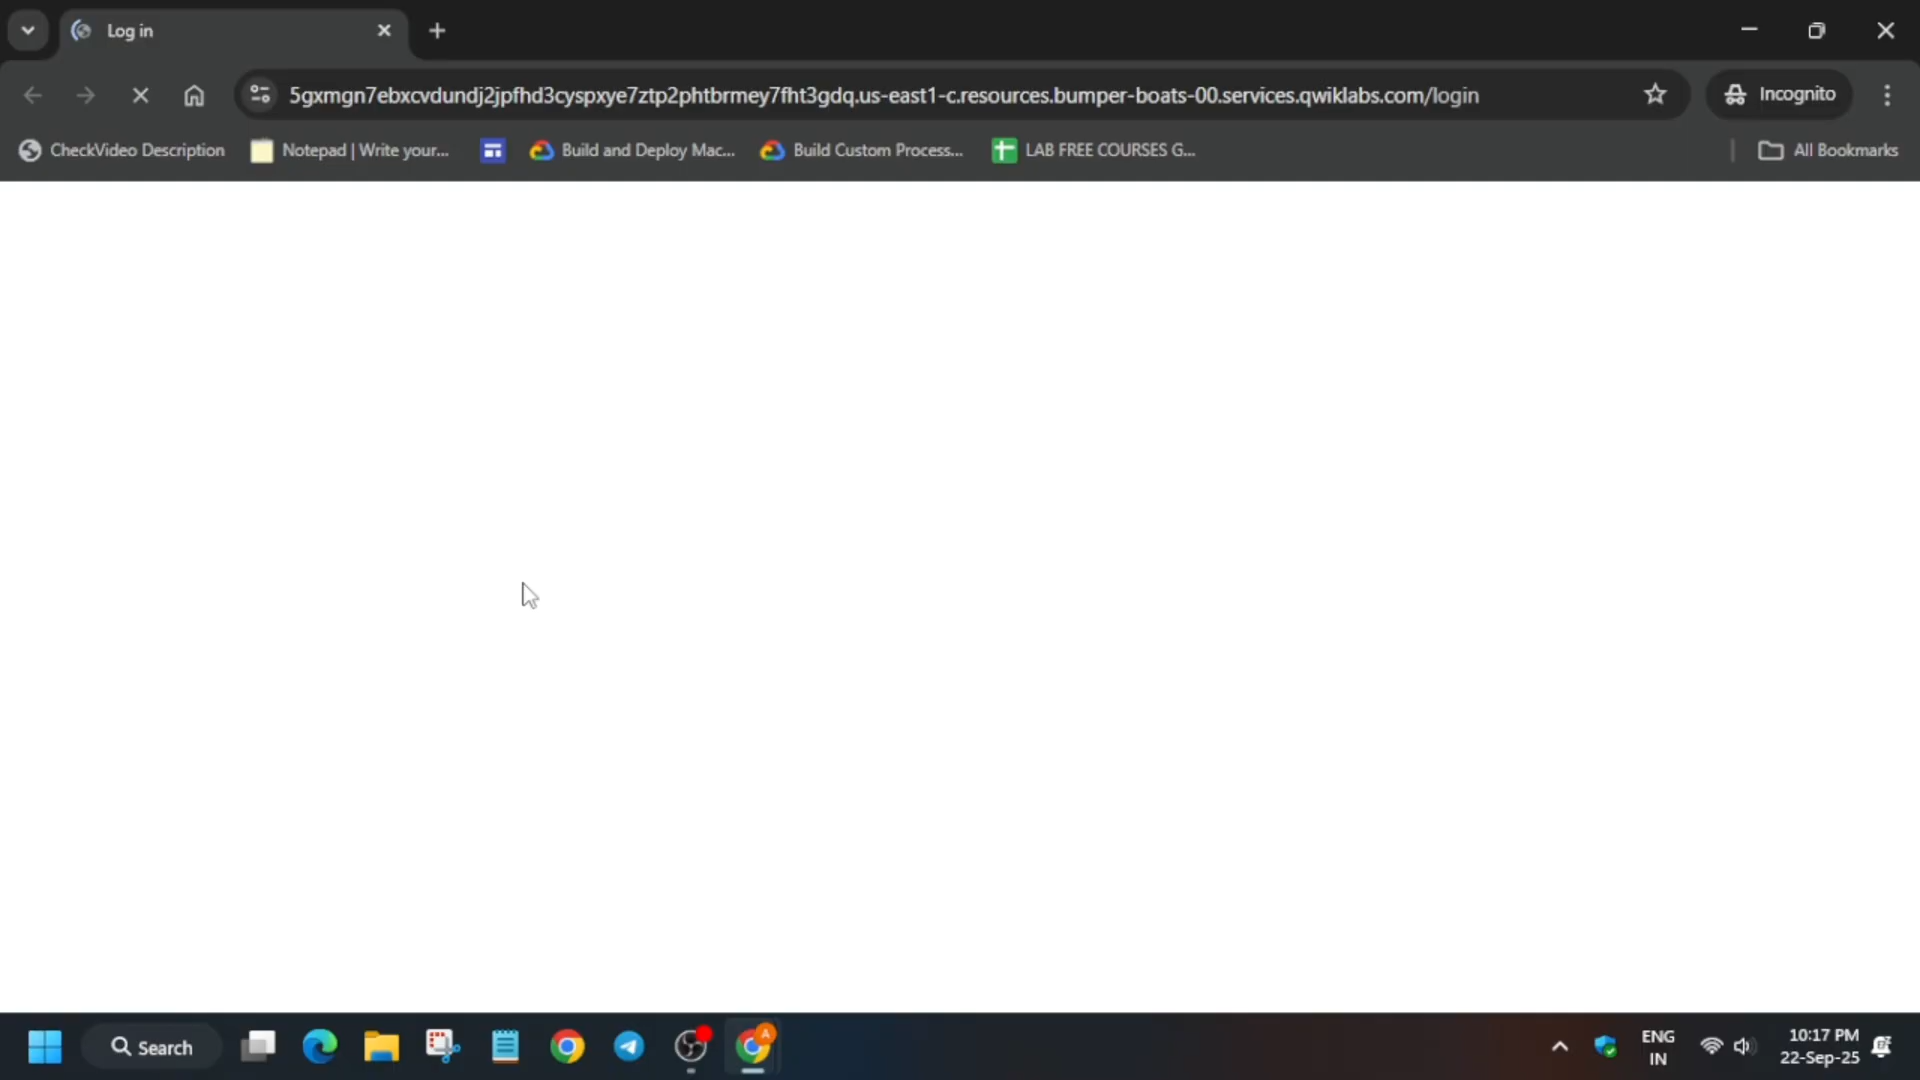 Log in
5gxmgn7ebxcvdundj2jpfhd3cyspxye7ztp2phtbrmey7fht3gdq.us-east1-c.resources.bumper-boats-00.services.qwiklabs.com/login
Incognito
CheckVideo Description
Notepad | Write your...
Build and Deploy Mac...
Build Custom Process...
LAB FREE COURSES G...
All Bookmarks
Search
A
ENG
IN
10:17 PM
22-Sep-25